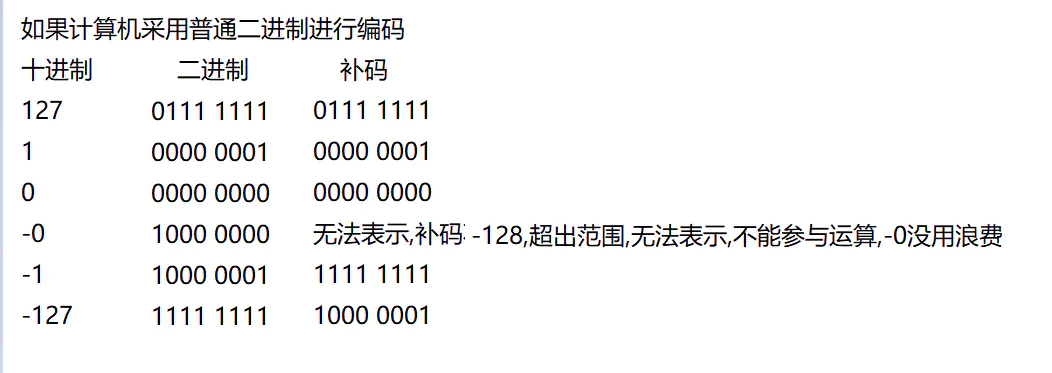 如果计算机采用普通二进制进行编码
十进制 二进制 补码
127 0111 1111 0111 1111
1 0000 0001 0000 0001
0 0000 0000 0000 0000
-0 1000 0000 无法表示,补码 -128,超出范围,无法表示,不能参与运算,-0没用浪费
-1 1000 0001 1111 1111
-127 1111 1111 1000 0001